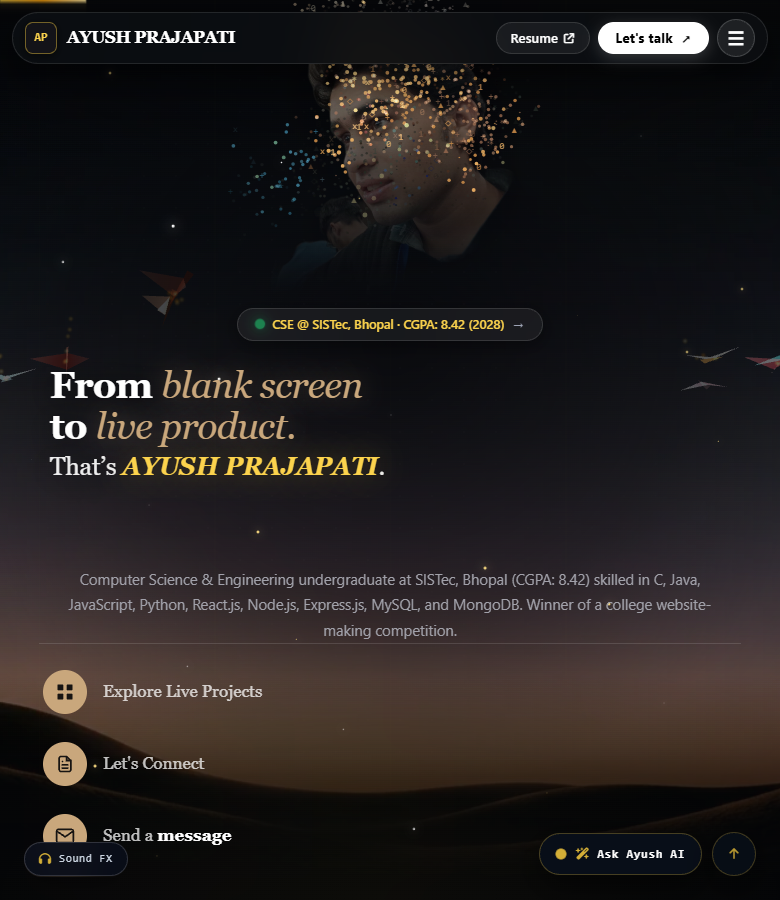 AP
AYUSH PRAJAPATI
Resume
Let's talk ↗
CSE @ SISTec, Bhopal · CGPA: 8.42 (2028) →
From blank screen
to live product.
That’s AYUSH PRAJAPATI.
Computer Science & Engineering undergraduate at SISTec, Bhopal (CGPA: 8.42) skilled in C, Java,
JavaScript, Python, React.js, Node.js, Express.js, MySQL, and MongoDB. Winner of a college website-
making competition.
Explore Live Projects
Let's Connect
Send a message
Sound FX
Ask Ayush AI